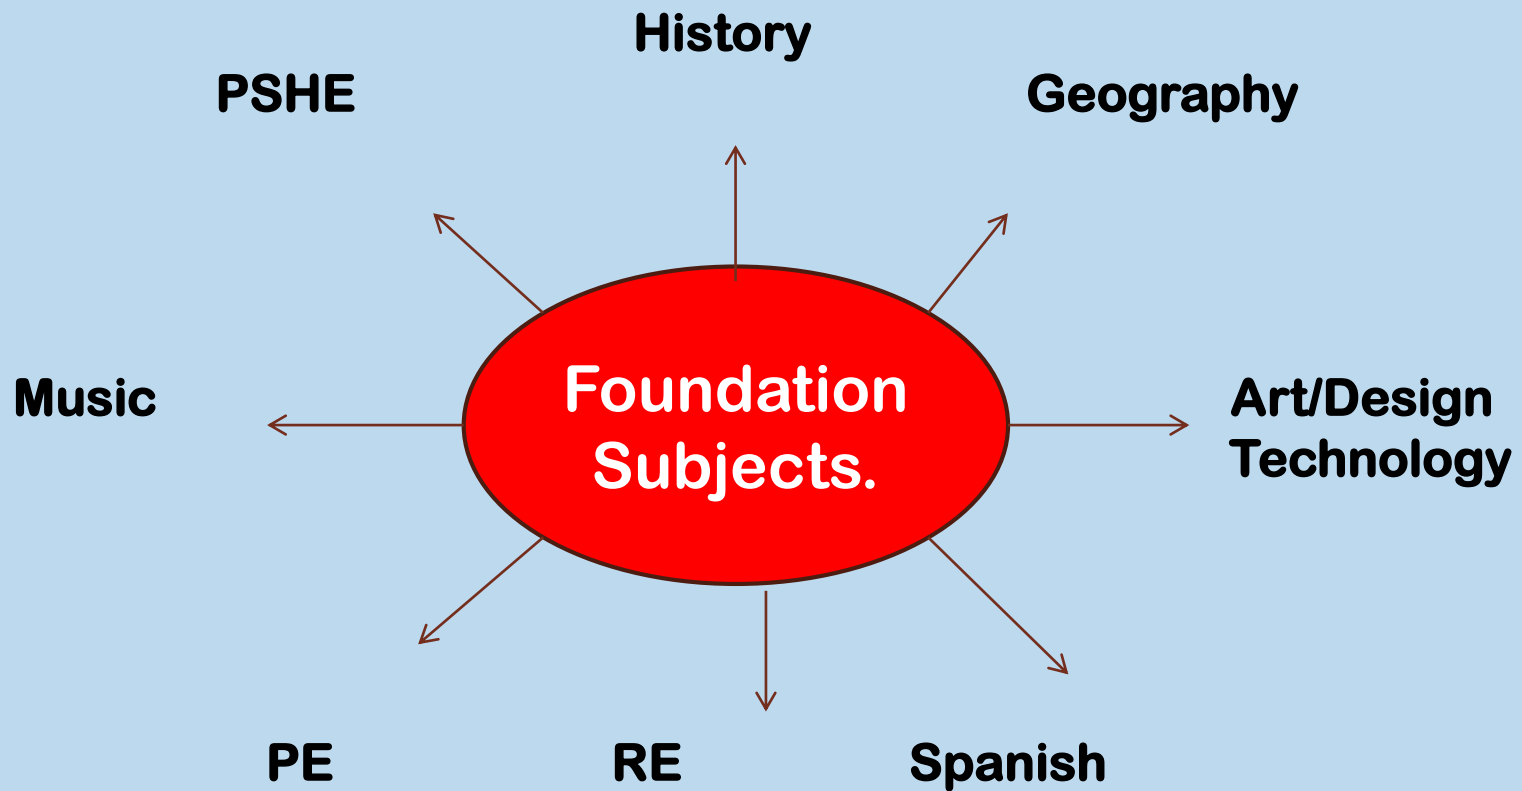 History
PSHE
Geography
Music
Foundation
Subjects.
Art/Design
Technology
PE
RE
Spanish